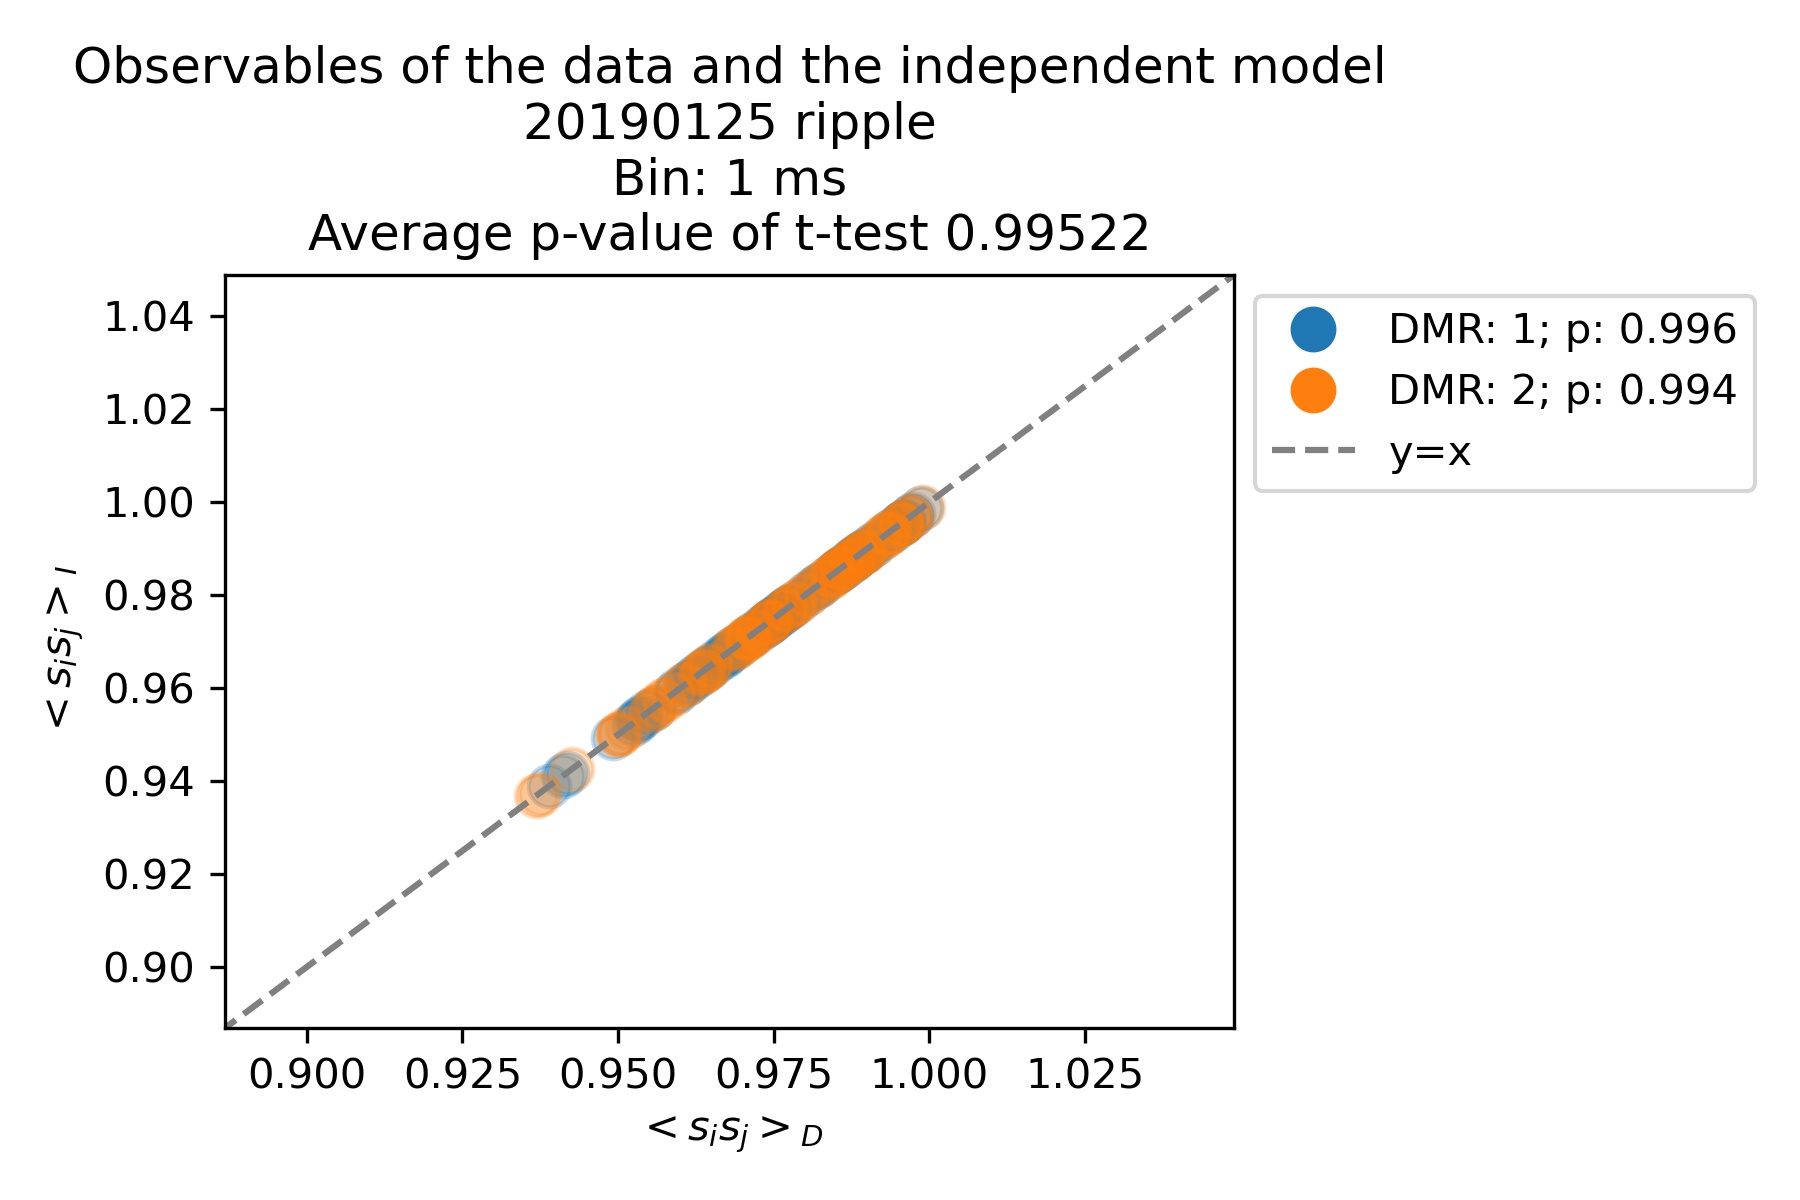 Observables of the data and the independent model
20190125 ripple
Bin: 1 ms
Average p-value of t-test 0.99522
1.04
1.02
1.00
0.98
0.96
0.94
0.92
0.90
<s_i s_j>_I
0.900 0.925 0.950 0.975 1.000 1.025
<s_i s_j>_D
DMR: 1; p: 0.996
DMR: 2; p: 0.994
y=x